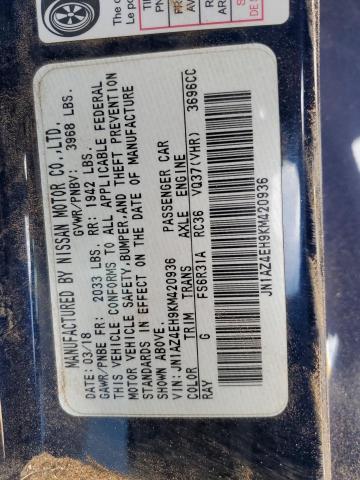 MANUFACTURED BY NISSAN MOTOR CO.,LTD.
DATE: 03/18 GVWR/PNBV: 3968 LBS.
GAWR/PNBE FR: 2033 LBS. RR: 1942 LBS.
THIS VEHICLE CONFORMS TO ALL APPLICABLE FEDERAL
MOTOR VEHICLE SAFETY,BUMPER,AND THEFT PREVENTION
STANDARDS IN EFFECT ON THE DATE OF MANUFACTURE
SHOWN ABOVE.
VIN: JN1AZ4EH9KM420936 PASSENGER CAR
COLOR TRIM TRANS AXLE ENGINE
RAY G FS6R31A RC36 VQ37(VHR) 3696CC
JN1AZ4EH9KM420936